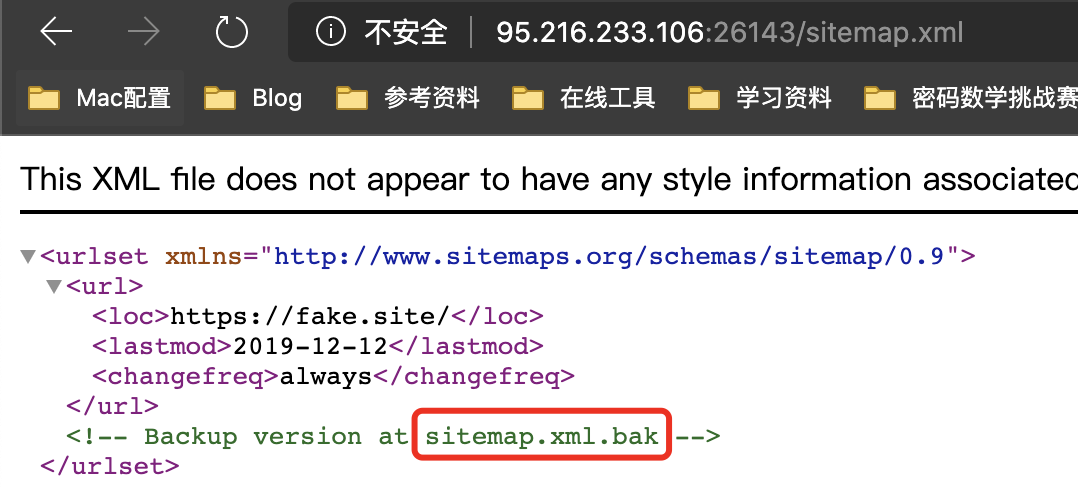 不安全 95.216.233.106:26143/sitemap.xml
Mac配置 Blog 参考资料 在线工具 学习资料 密码数学挑战赛
This XML file does not appear to have any style information associated
<urlset xmlns="http://www.sitemaps.org/schemas/sitemap/0.9">
<url>
<loc>https://fake.site/</loc>
<lastmod>2019-12-12</lastmod>
<changefreq>always</changefreq>
</url>
<!-- Backup version at sitemap.xml.bak -->
</urlset>